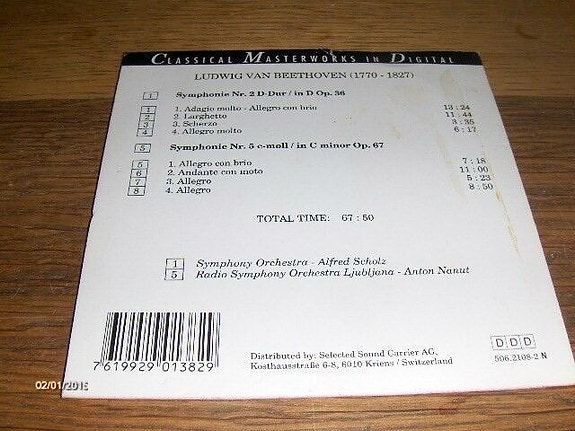 CLASSICAL MASTERWORKS IN DIGITAL
LUDWIG VAN BEETHOVEN (1770 - 1827)
1 Symphonie Nr. 2 D-Dur / in D Op. 36
1 1. Adagio molto - Allegro con brio 13:24
2 2. Larghetto 11:44
3 3. Scherzo 3:35
4 4. Allegro molto 6:17
5 Symphonie Nr. 5 c-moll / in C minor Op. 67
5 1. Allegro con brio 7:18
6 2. Andante con moto 11:00
7 3. Allegro 5:23
8 4. Allegro 8:50
TOTAL TIME: 67:50
1 Symphony Orchestra - Alfred Scholz
5 Radio Symphony Orchestra Ljubljana - Anton Nanut
7 619929 013829
Distributed by: Selected Sound Carrier AG,
Kosthausstraße 6-8, 6010 Kriens / Switzerland
DDD
506.2108-2 N
02/01/2015